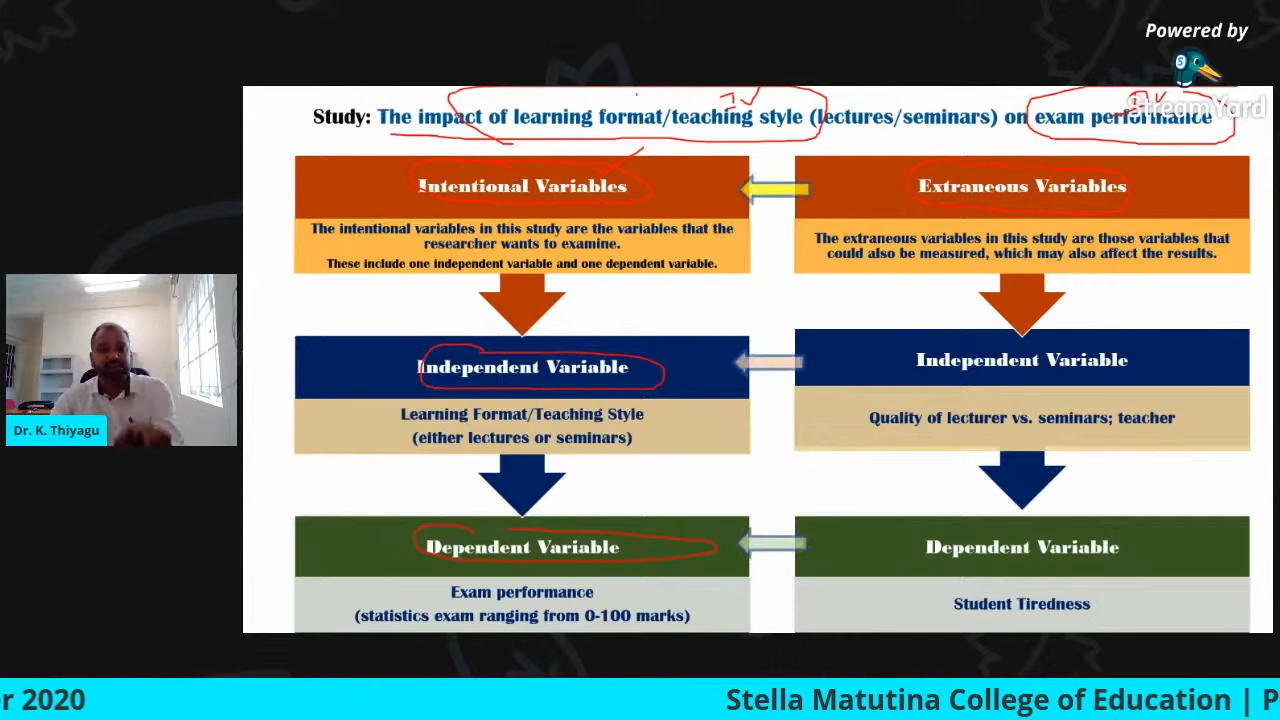 Powered by
StreamYard
Study: The impact of learning format/teaching style (lectures/seminars) on exam performance
IV
Intentional Variables
Extraneous Variables
The intentional variables in this study are the variables that the
researcher wants to examine.
These include one independent variable and one dependent variable.
The extraneous variables in this study are those variables that
could also be measured, which may also affect the results.
Independent Variable
Independent Variable
Learning Format/Teaching Style
(either lectures or seminars)
Quality of lecturer vs. seminars; teacher
Dependent Variable
Dependent Variable
Exam performance
(statistics exam ranging from 0-100 marks)
Student Tiredness
Dr. K. Thiyagu
r 2020
Stella Matutina College of Education | P